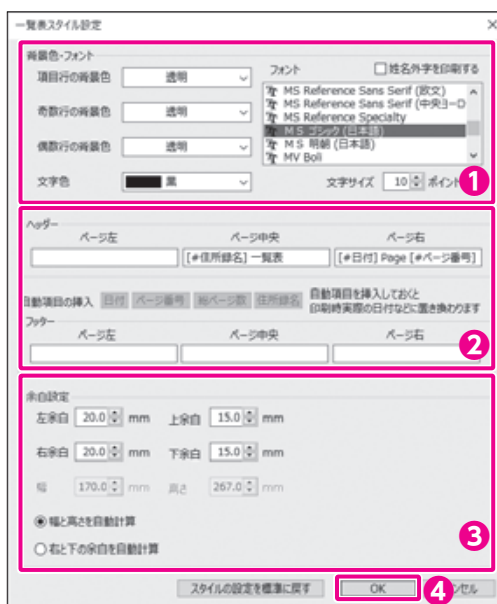 一覧表スタイル設定
背景色・フォント
項目行の背景色 透明
奇数行の背景色 透明
偶数行の背景色 透明
文字色 黒
フォント □姓名外字を印刷する
MS Reference Sans Serif (欧文)
MS Reference Sans Serif (中央ヨーロ
MS Reference Specialty
ＭＳ ゴシック (日本語)
ＭＳ 明朝 (日本語)
MV Boli
文字サイズ 10 ポイント
1
ヘッダー
ページ左 ページ中央 ページ右
[#住所録名] 一覧表 [#日付] Page [#ページ番号]
自動項目の挿入 日付 ページ番号 総ページ数 住所録名 自動項目を挿入しておくと
印刷時実際の日付などに置き換わります
フッター
ページ左 ページ中央 ページ右
2
余白設定
左余白 20.0 mm 上余白 15.0 mm
右余白 20.0 mm 下余白 15.0 mm
幅 170.0 mm 高さ 267.0 mm
幅と高さを自動計算
右と下の余白を自動計算
3
スタイルの設定を標準に戻す OK ンセル
4